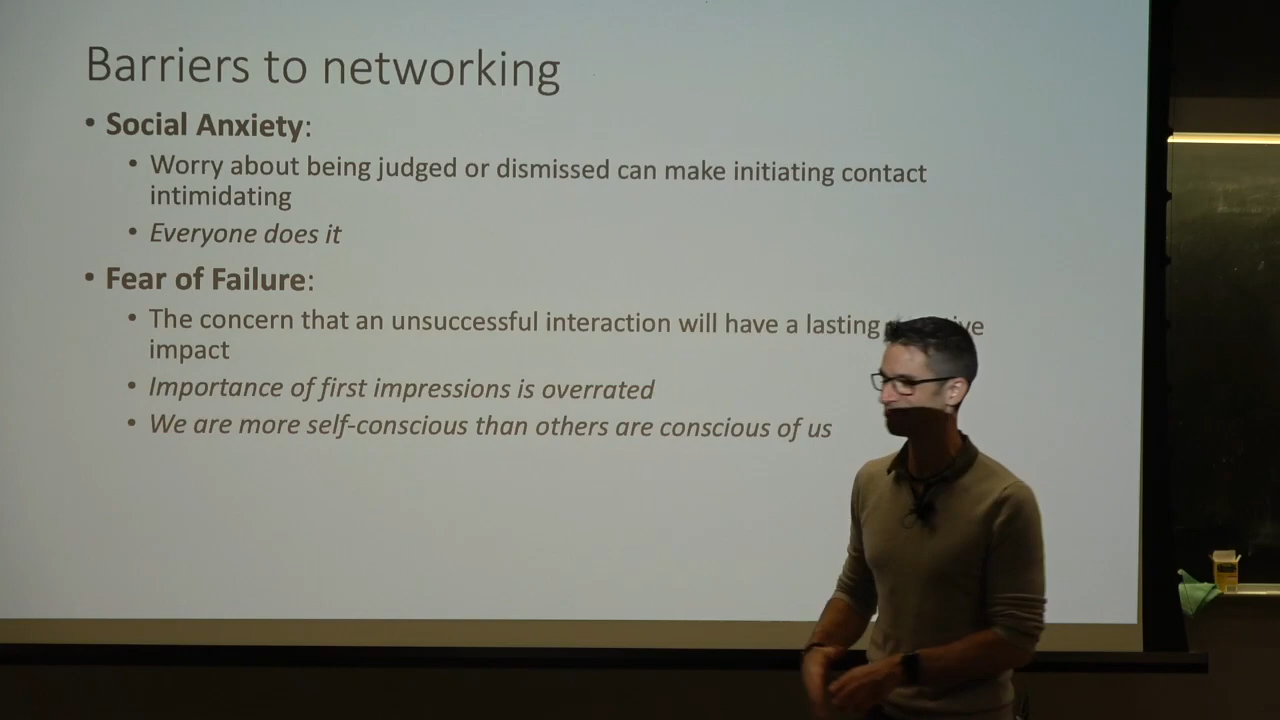 Barriers to networking
• Social Anxiety:
• Worry about being judged or dismissed can make initiating contact
intimidating
• Everyone does it
• Fear of Failure:
• The concern that an unsuccessful interaction will have a lasting
impact
• Importance of first impressions is overrated
• We are more self-conscious than others are conscious of us